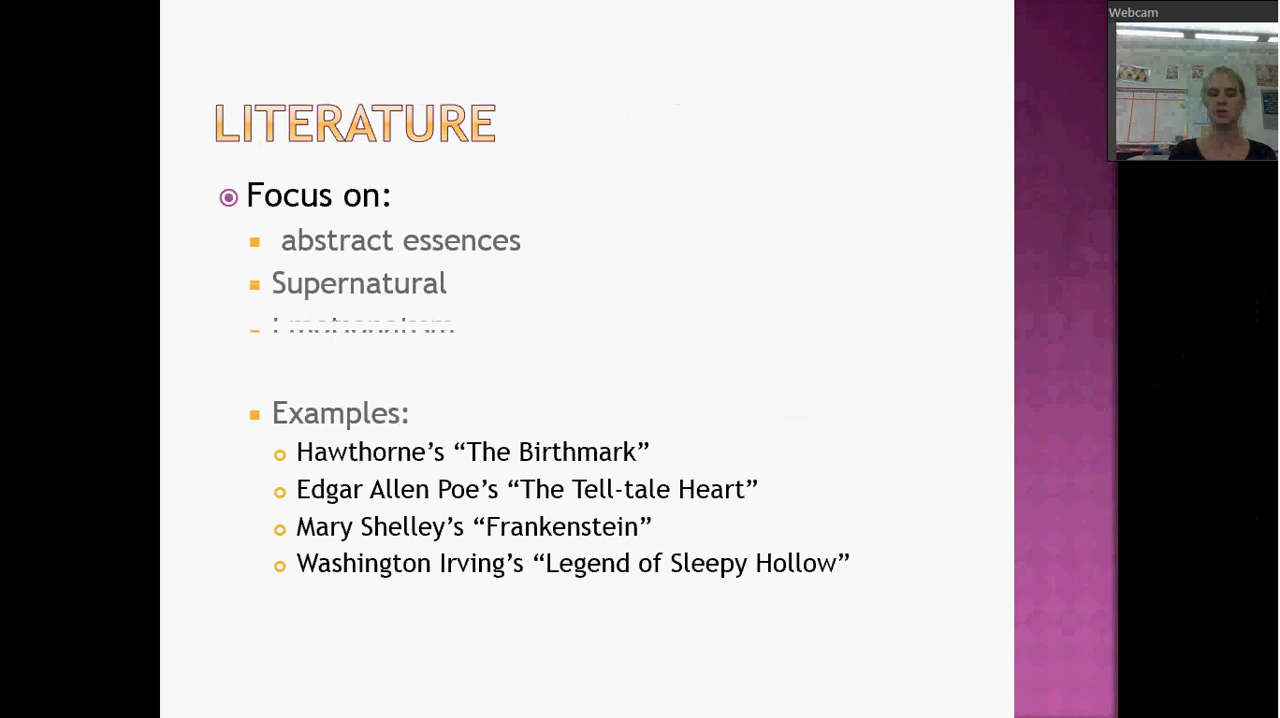 Webcam
LITERATURE
Focus on:
abstract essences
Supernatural
Examples:
Hawthorne’s “The Birthmark”
Edgar Allen Poe’s “The Tell-tale Heart”
Mary Shelley’s “Frankenstein”
Washington Irving’s “Legend of Sleepy Hollow”